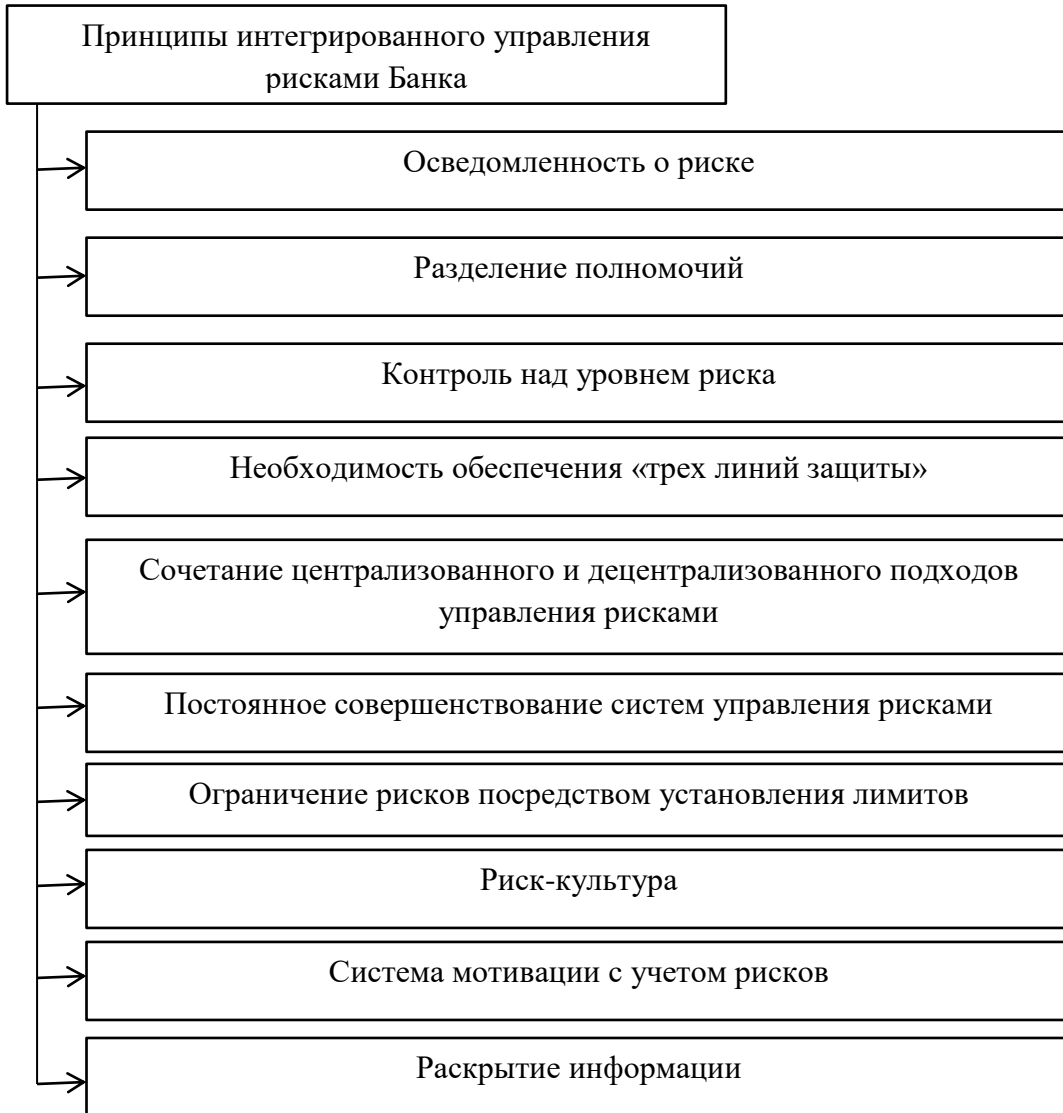 Принципы интегрированного управления
рисками Банка
Осведомленность о риске
Разделение полномочий
Контроль над уровнем риска
Необходимость обеспечения «трех линий защиты»
Сочетание централизованного и децентрализованного подходов
управления рисками
Постоянное совершенствование систем управления рисками
Ограничение рисков посредством установления лимитов
Риск-культура
Система мотивации с учетом рисков
Раскрытие информации